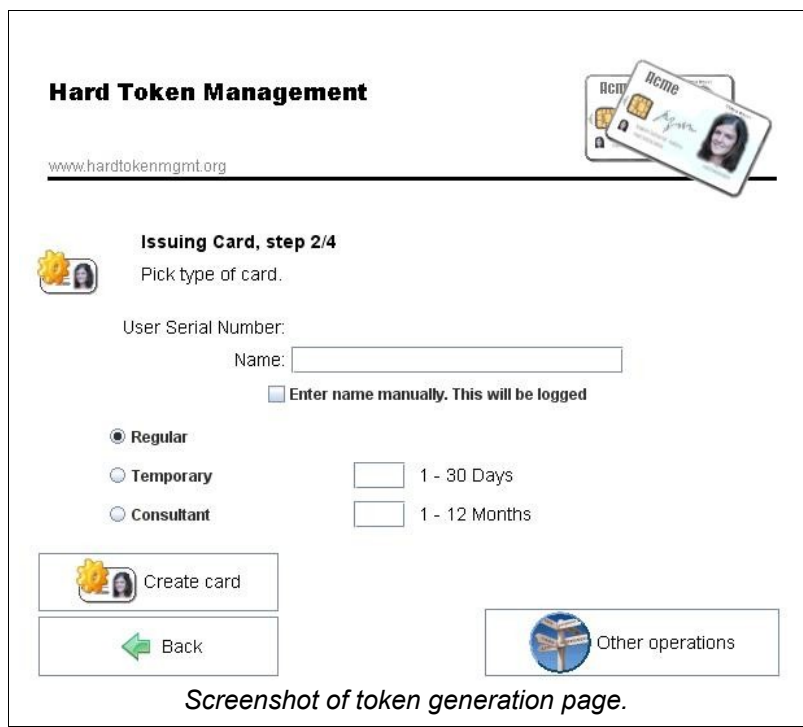 Hard Token Management
Acme
www.hardtokenmgmt.org
Issuing Card, step 2/4
Pick type of card.
User Serial Number:
Name:
Enter name manually. This will be logged
Regular
Temporary 1 - 30 Days
Consultant 1 - 12 Months
Create card
Back
Other operations
Screenshot of token generation page.